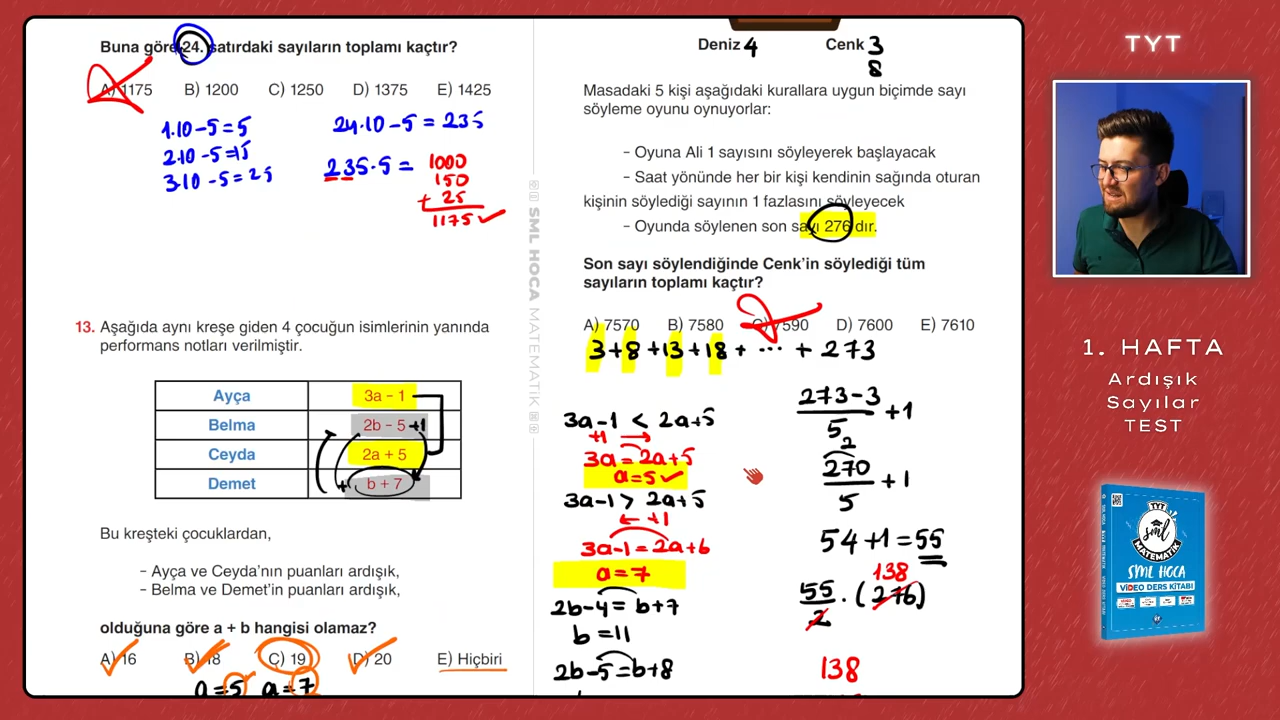 Buna göre 24. satırdaki sayıların toplamı kaçtır?
A) 1175 B) 1200 C) 1250 D) 1375 E) 1425
1.10 - 5 = 5
2.10 - 5 = 15
3.10 - 5 = 25
24.10 - 5 = 235
235.5 =
1000
150
+ 25
1175
13. Aşağıda aynı kreşe giden 4 çocuğun isimlerinin yanında
performans notları verilmiştir.
Ayça 3a – 1
Belma 2b – 5 +1
Ceyda 2a + 5
Demet + b + 7
Bu kreşteki çocuklardan,
– Ayça ve Ceyda'nın puanları ardışık,
– Belma ve Demet'in puanları ardışık,
olduğuna göre a + b hangisi olamaz?
A) 16 B) 18 C) 19 D) 20 E) Hiçbiri
a = 5 a = 7
SML HOCA MATEMATİK
Deniz 4 Cenk 3
8
Masadaki 5 kişi aşağıdaki kurallara uygun biçimde sayı
söyleme oyunu oynuyorlar:
– Oyuna Ali 1 sayısını söyleyerek başlayacak
– Saat yönünde her bir kişi kendinin sağında oturan
kişinin söylediği sayının 1 fazlasını söyleyecek
– Oyunda söylenen son sayı 276 dır.
Son sayı söylendiğinde Cenk'in söylediği tüm
sayıların toplamı kaçtır?
A) 7570 B) 7580 C) 7590 D) 7600 E) 7610
3 + 8 + 13 + 18 + ... + 273
3a-1 < 2a+5
+1
3a = 2a+5
a=5
3a-1 > 2a+5
+1
3a-1 = 2a+6
a=7
2b-4 = b+7
b=11
2b-5 = b+8
273-3
5
+1
2
270
5
+1
54+1=55
138
55
2
. (276)
138
TYT
1. HAFTA
Ardışık
Sayılar
TEST
TYT
sml
MATEMATİK
SML HOCA
VİDEO DERS KİTABI